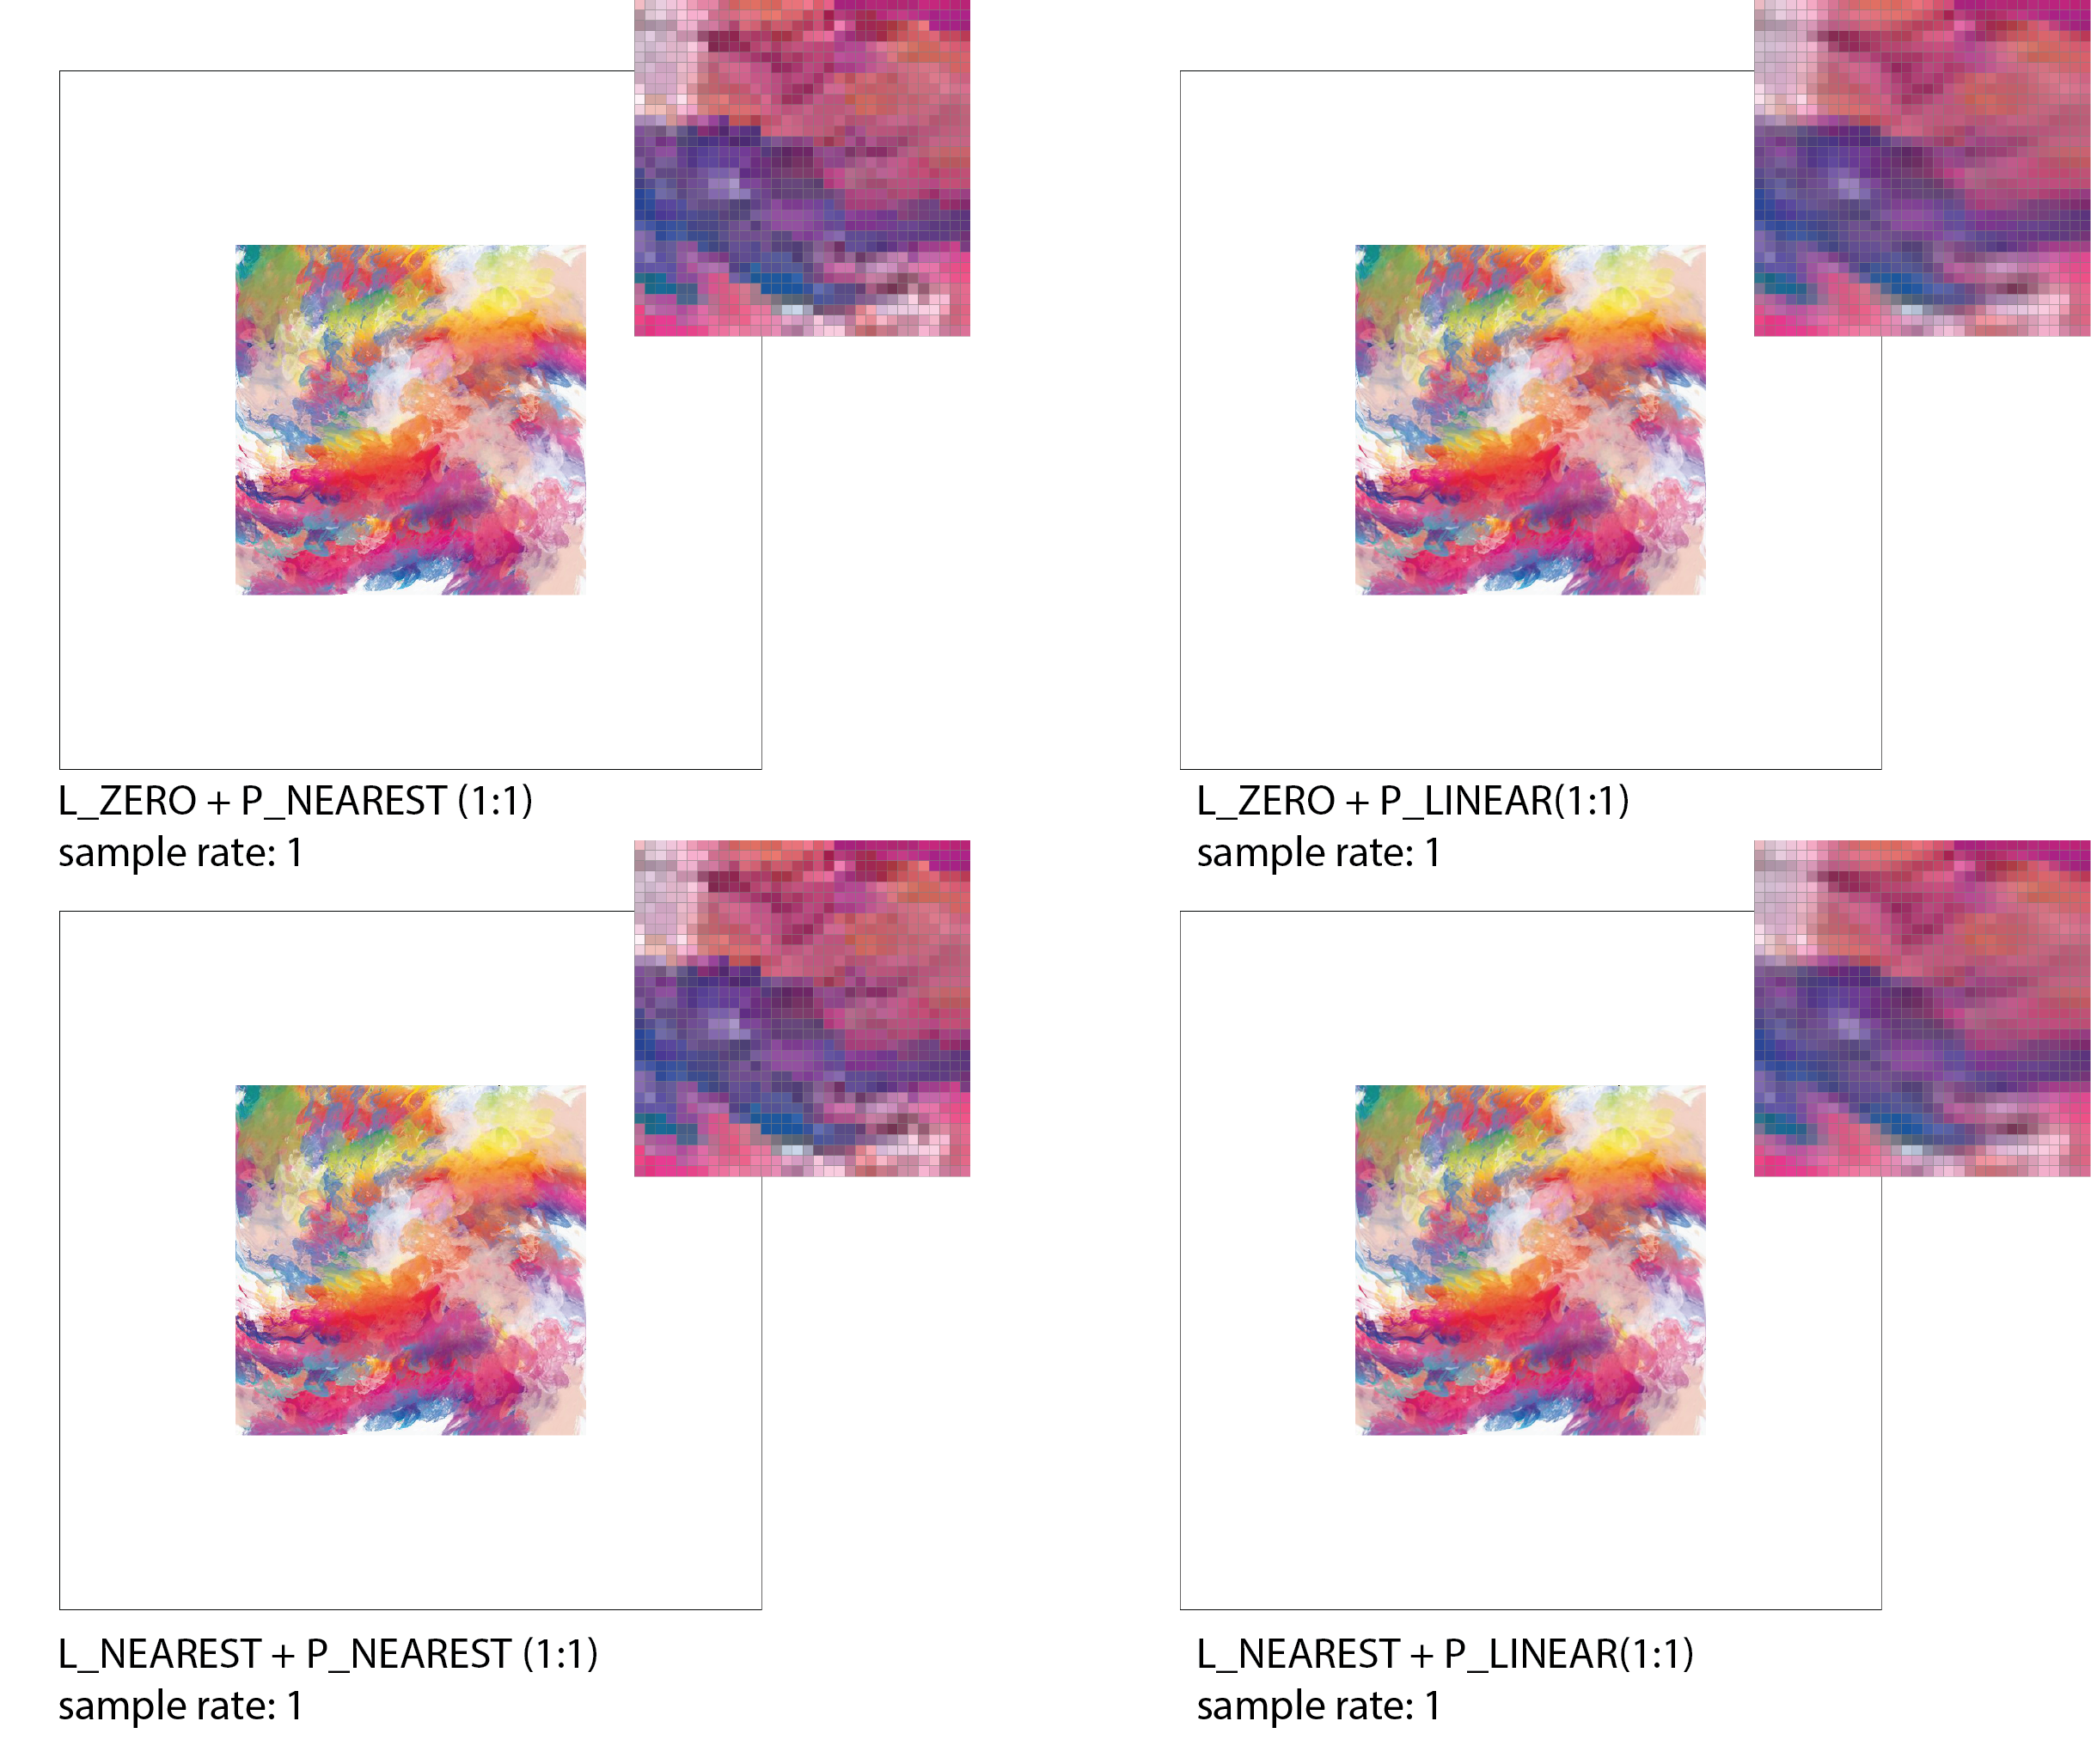 L_ZERO + P_NEAREST (1:1)
sample rate: 1
L_ZERO + P_LINEAR(1:1)
sample rate: 1
L_NEAREST + P_NEAREST (1:1)
sample rate: 1
L_NEAREST + P_LINEAR(1:1)
sample rate: 1